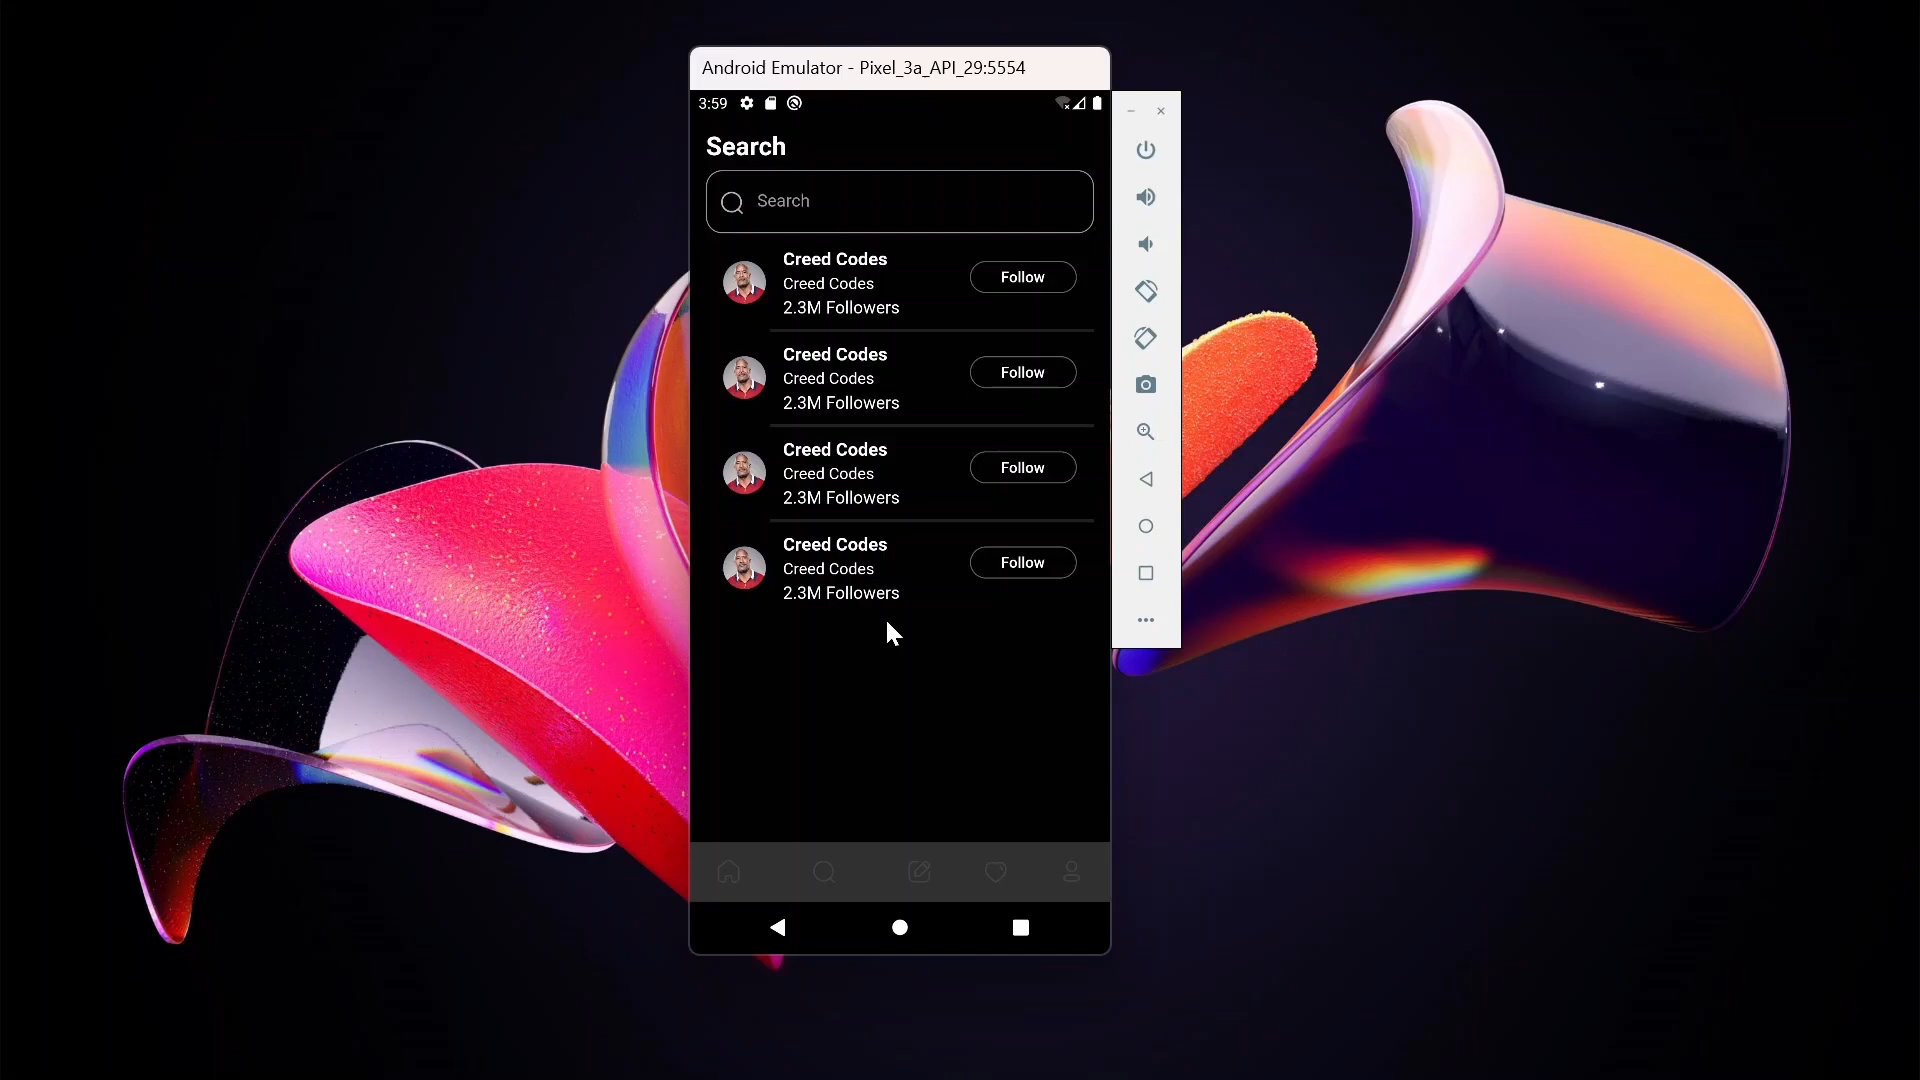 Android Emulator - Pixel_3a_API_29:5554
3:59
Search
Search
Creed Codes
Creed Codes
2.3M Followers
Follow
Creed Codes
Creed Codes
2.3M Followers
Follow
Creed Codes
Creed Codes
2.3M Followers
Follow
Creed Codes
Creed Codes
2.3M Followers
Follow